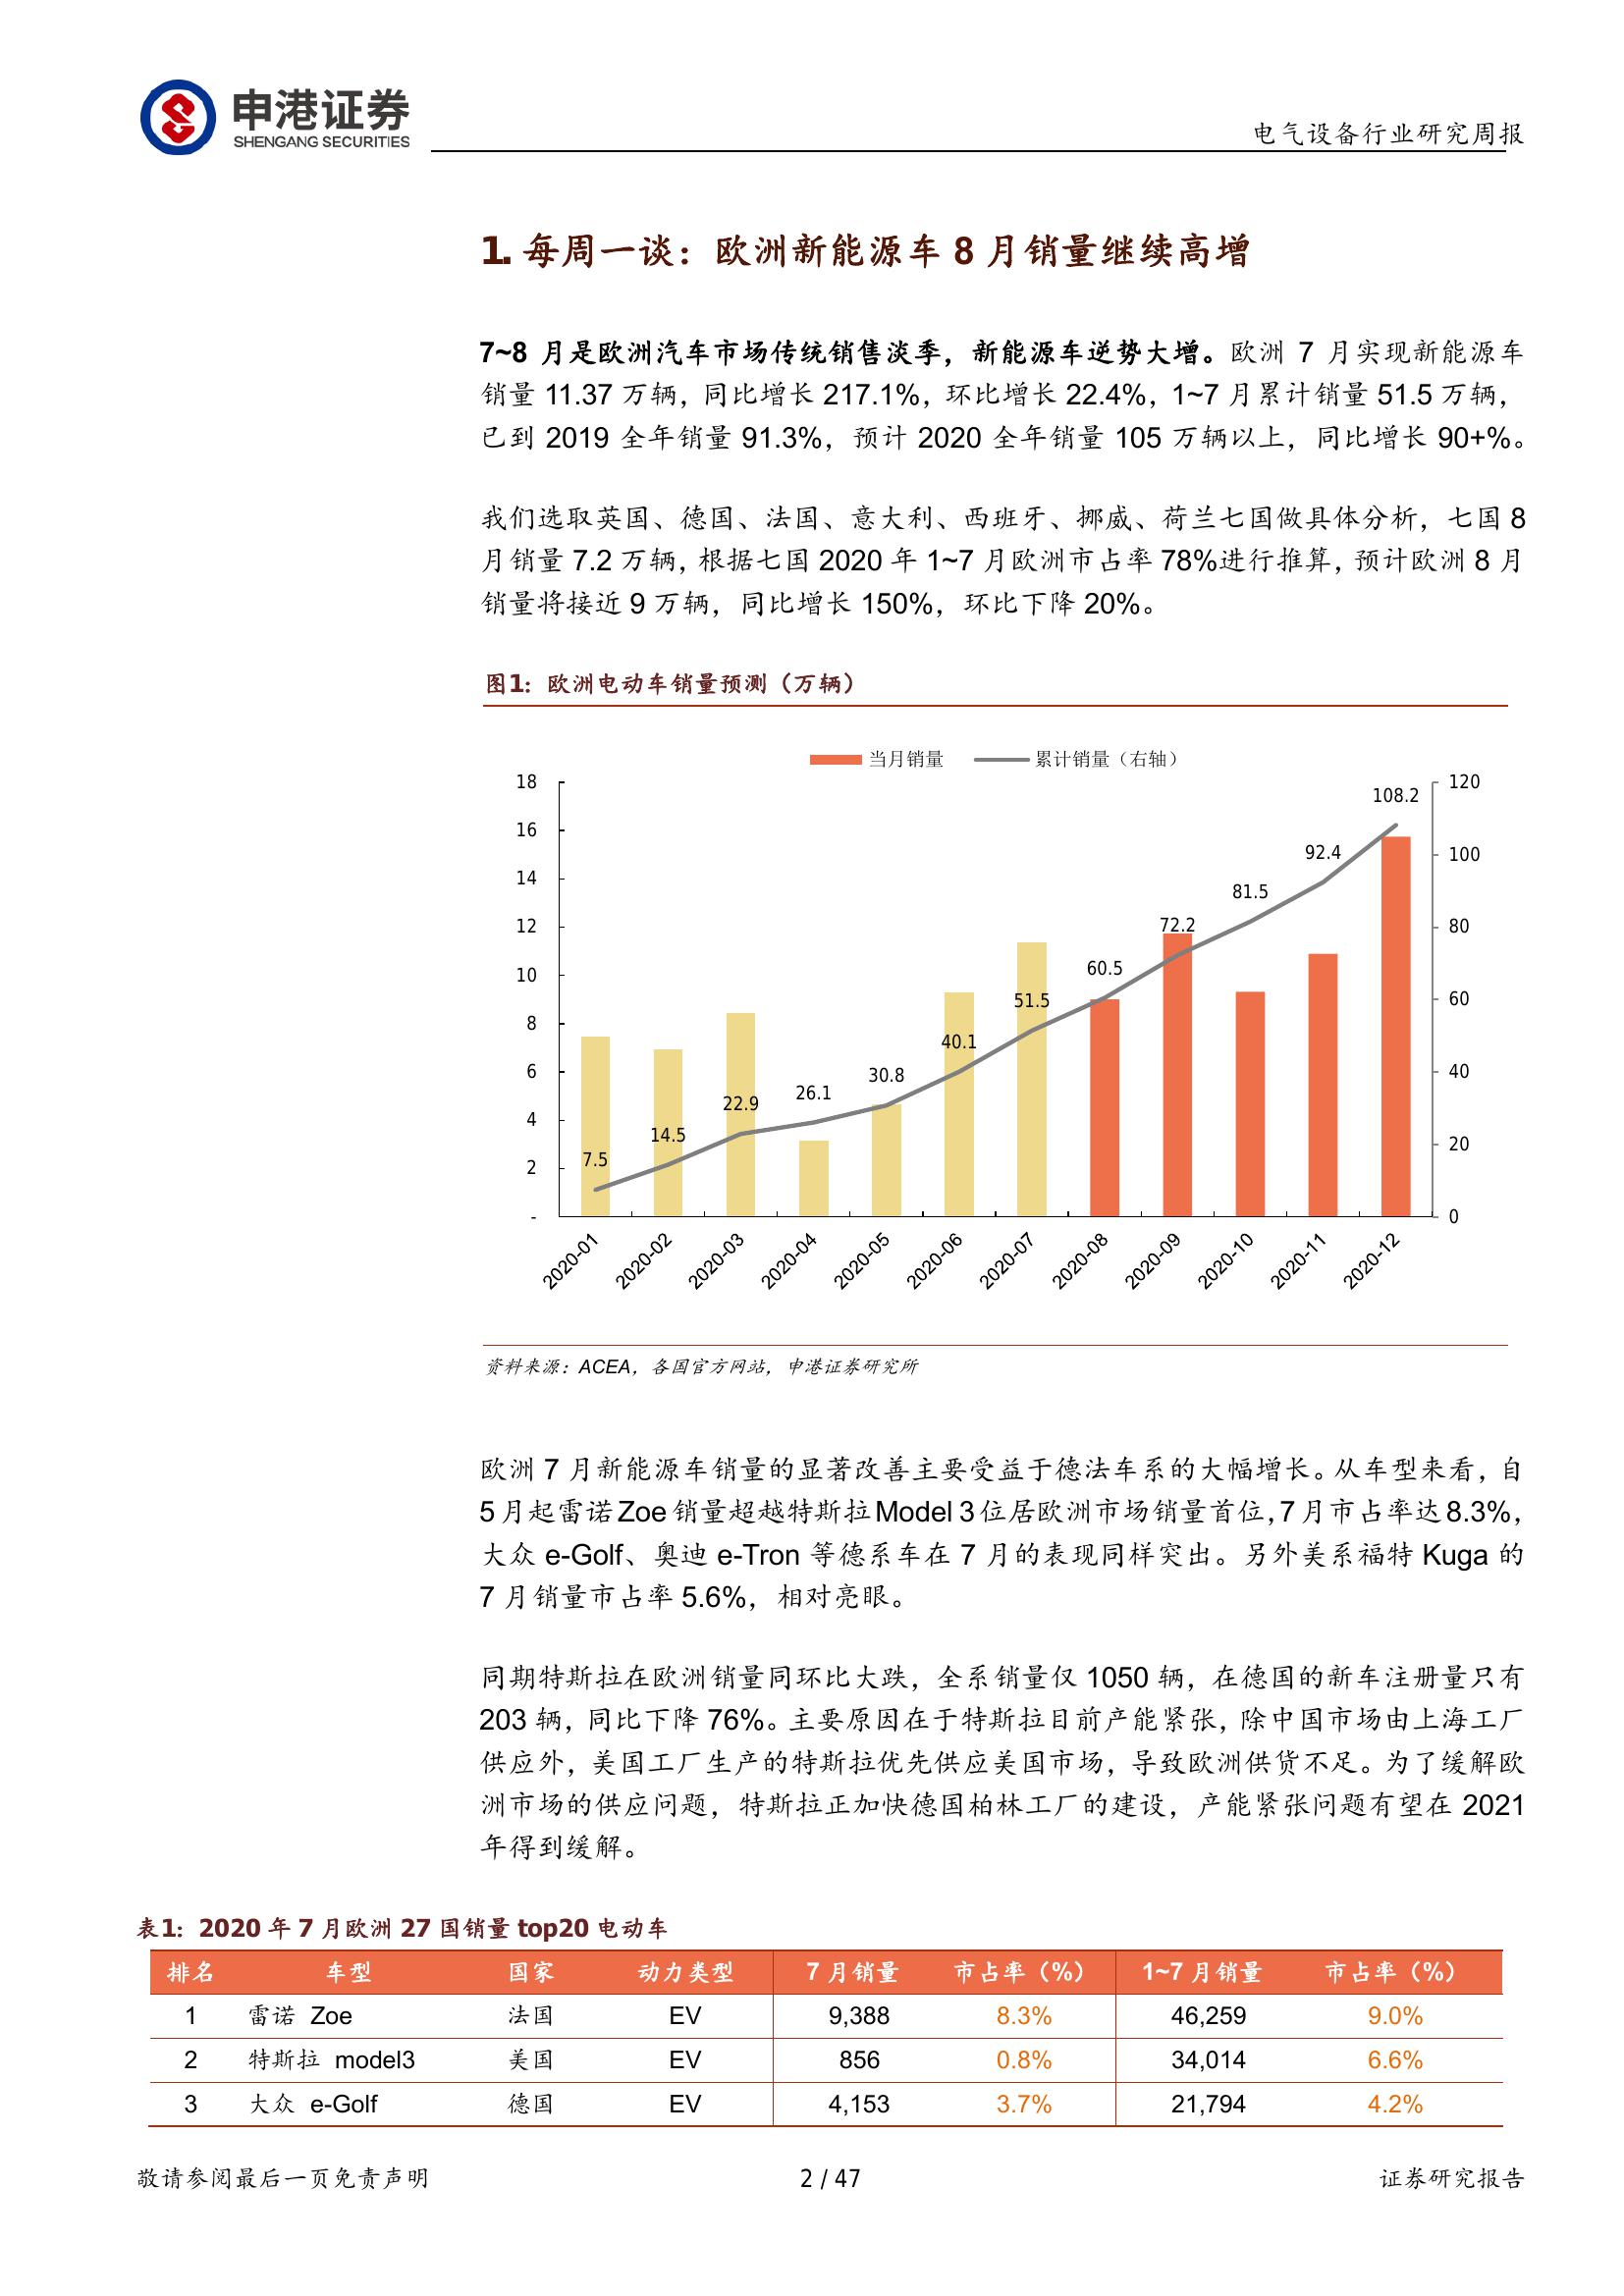 申港证券
SHENGANG SECURITIES
电气设备行业研究周报
1. 每周一谈：欧洲新能源车 8 月销量继续高增
7~8 月是欧洲汽车市场传统销售淡季，新能源车逆势大增。欧洲 7 月实现新能源车
销量 11.37 万辆，同比增长 217.1%，环比增长 22.4%，1~7 月累计销量 51.5 万辆，
已到 2019 全年销量 91.3%，预计 2020 全年销量 105 万辆以上，同比增长 90+%。
我们选取英国、德国、法国、意大利、西班牙、挪威、荷兰七国做具体分析，七国 8
月销量 7.2 万辆，根据七国 2020 年 1~7 月欧洲市占率 78%进行推算，预计欧洲 8 月
销量将接近 9 万辆，同比增长 150%，环比下降 20%。
图1：欧洲电动车销量预测（万辆）
当月销量 累计销量（右轴）
18 120
108.2
16
100
92.4
14
81.5
12 72.2 80
10 60.5
51.5 60
8
40.1
6 30.8 40
26.1
22.9
4
14.5 20
7.5
2
- 0
2020-01 2020-02 2020-03 2020-04 2020-05 2020-06 2020-07 2020-08 2020-09 2020-10 2020-11 2020-12
资料来源：ACEA，各国官方网站，申港证券研究所
欧洲 7 月新能源车销量的显著改善主要受益于德法车系的大幅增长。从车型来看，自
5 月起雷诺 Zoe 销量超越特斯拉 Model 3 位居欧洲市场销量首位，7 月市占率达 8.3%，
大众 e-Golf、奥迪 e-Tron 等德系车在 7 月的表现同样突出。另外美系福特 Kuga 的
7 月销量市占率 5.6%，相对亮眼。
同期特斯拉在欧洲销量同环比大跌，全系销量仅 1050 辆，在德国的新车注册量只有
203 辆，同比下降 76%。主要原因在于特斯拉目前产能紧张，除中国市场由上海工厂
供应外，美国工厂生产的特斯拉优先供应美国市场，导致欧洲供货不足。为了缓解欧
洲市场的供应问题，特斯拉正加快德国柏林工厂的建设，产能紧张问题有望在 2021
年得到缓解。
表1：2020 年 7 月欧洲 27 国销量 top20 电动车
排名 车型 国家 动力类型 7 月销量 市占率（%） 1~7 月销量 市占率（%）
1 雷诺 Zoe 法国 EV 9,388 8.3% 46,259 9.0%
2 特斯拉 model3 美国 EV 856 0.8% 34,014 6.6%
3 大众 e-Golf 德国 EV 4,153 3.7% 21,794 4.2%
敬请参阅最后一页免责声明 2 / 47 证券研究报告